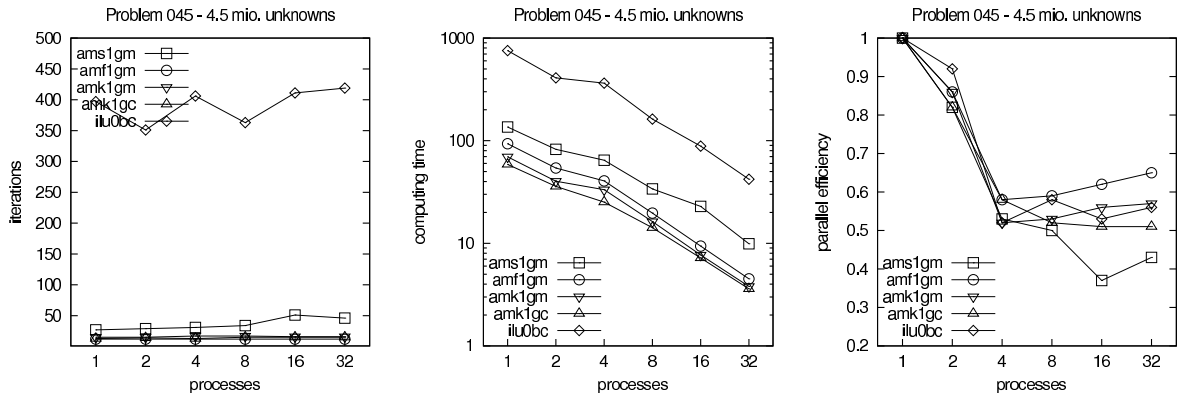 Problem 045 - 4.5 mio. unknowns
500
450
400
350
300
250
200
150
100
50
iterations
1 2 4 8 16 32
processes
ams1gm
amf1gm
amk1gm
amk1gc
ilu0bc
Problem 045 - 4.5 mio. unknowns
1000
100
10
1
computing time
1 2 4 8 16 32
processes
ams1gm
amf1gm
amk1gm
amk1gc
ilu0bc
Problem 045 - 4.5 mio. unknowns
1
0.9
0.8
0.7
0.6
0.5
0.4
0.3
0.2
parallel efficiency
1 2 4 8 16 32
processes
ams1gm
amf1gm
amk1gm
amk1gc
ilu0bc